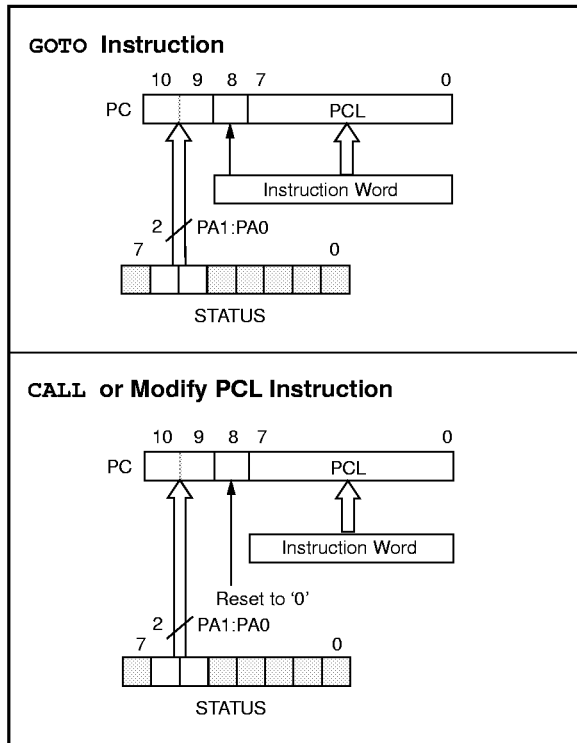 GOTO Instruction
10 9 8 7 0
PC PCL
Instruction Word
2 PA1:PA0
7 0
STATUS
CALL or Modify PCL Instruction
10 9 8 7 0
PC PCL
Instruction Word
Reset to ‘0’
2 PA1:PA0
7 0
STATUS